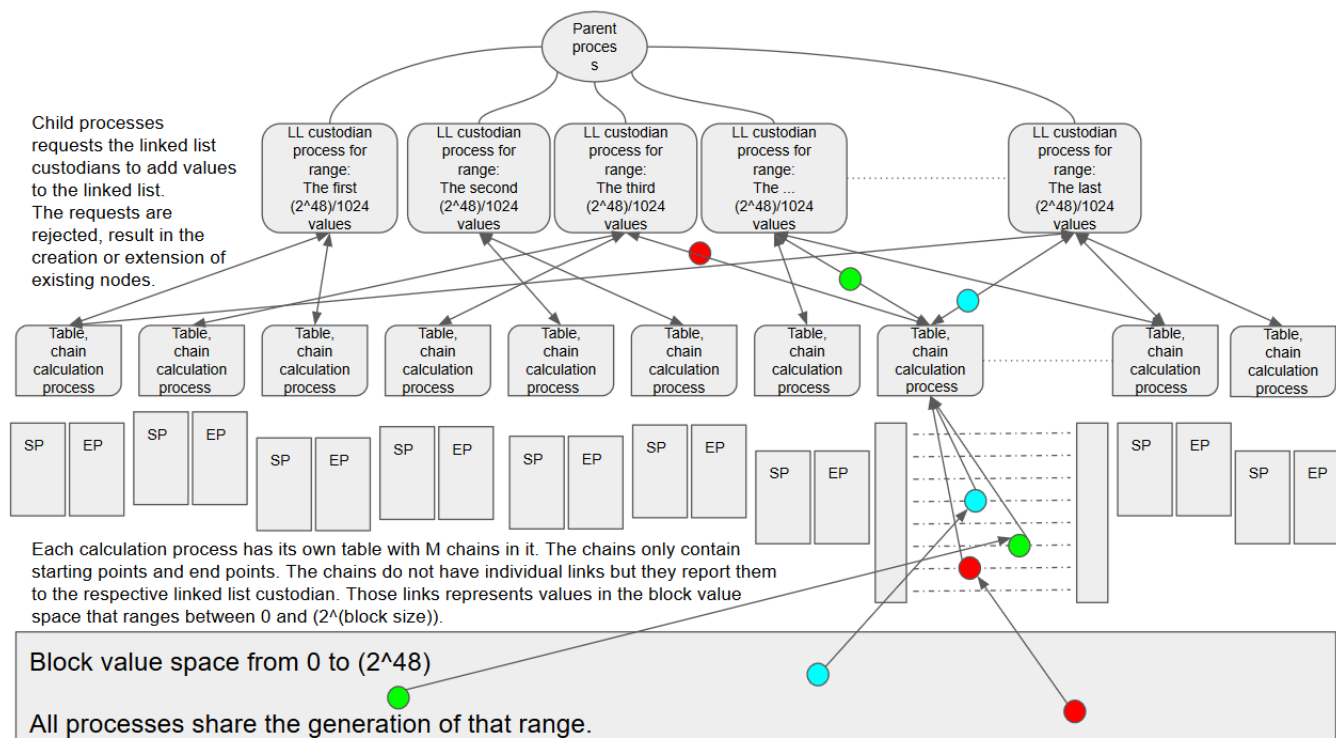 Parent
proces
s
Child processes
requests the linked list
custodians to add values
to the linked list.
The requests are
rejected, result in the
creation or extension of
existing nodes.
LL custodian
process for
range:
The first
(2^48)/1024
values
LL custodian
process for
range:
The second
(2^48)/1024
values
LL custodian
process for
range:
The third
(2^48)/1024
values
LL custodian
process for
range:
The ...
(2^48)/1024
values
LL custodian
process for
range:
The last
(2^48)/1024
values
Table,
chain
calculation
process
Table,
chain
calculation
process
Table,
chain
calculation
process
Table,
chain
calculation
process
Table,
chain
calculation
process
Table,
chain
calculation
process
Table,
chain
calculation
process
Table,
chain
calculation
process
Table,
chain
calculation
process
Table,
chain
calculation
process
SP EP
SP EP
SP EP
SP EP
SP EP
SP EP
SP EP
SP EP
SP EP
Each calculation process has its own table with M chains in it. The chains only contain
starting points and end points. The chains do not have individual links but they report them
to the respective linked list custodian. Those links represents values in the block value
space that ranges between 0 and (2^(block size)).
Block value space from 0 to (2^48)
All processes share the generation of that range.